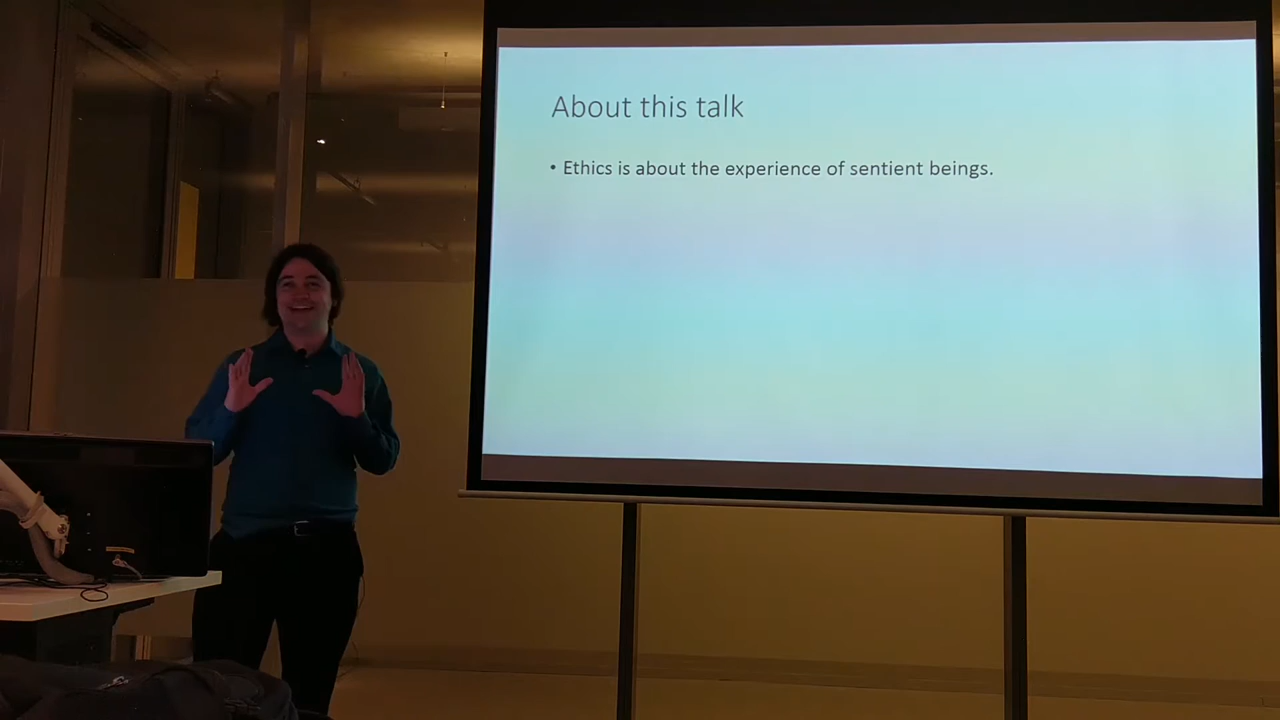 About this talk
• Ethics is about the experience of sentient beings.